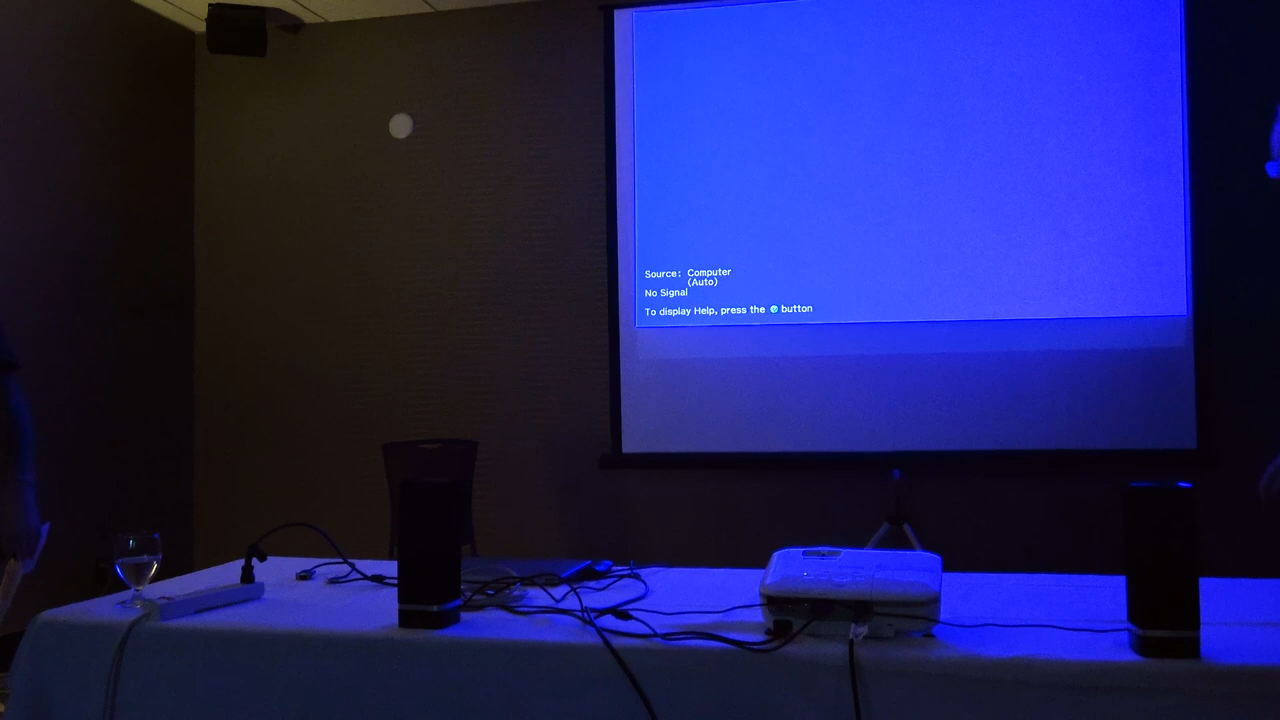 Source: Computer
(Auto)
No Signal
To display Help, press the button